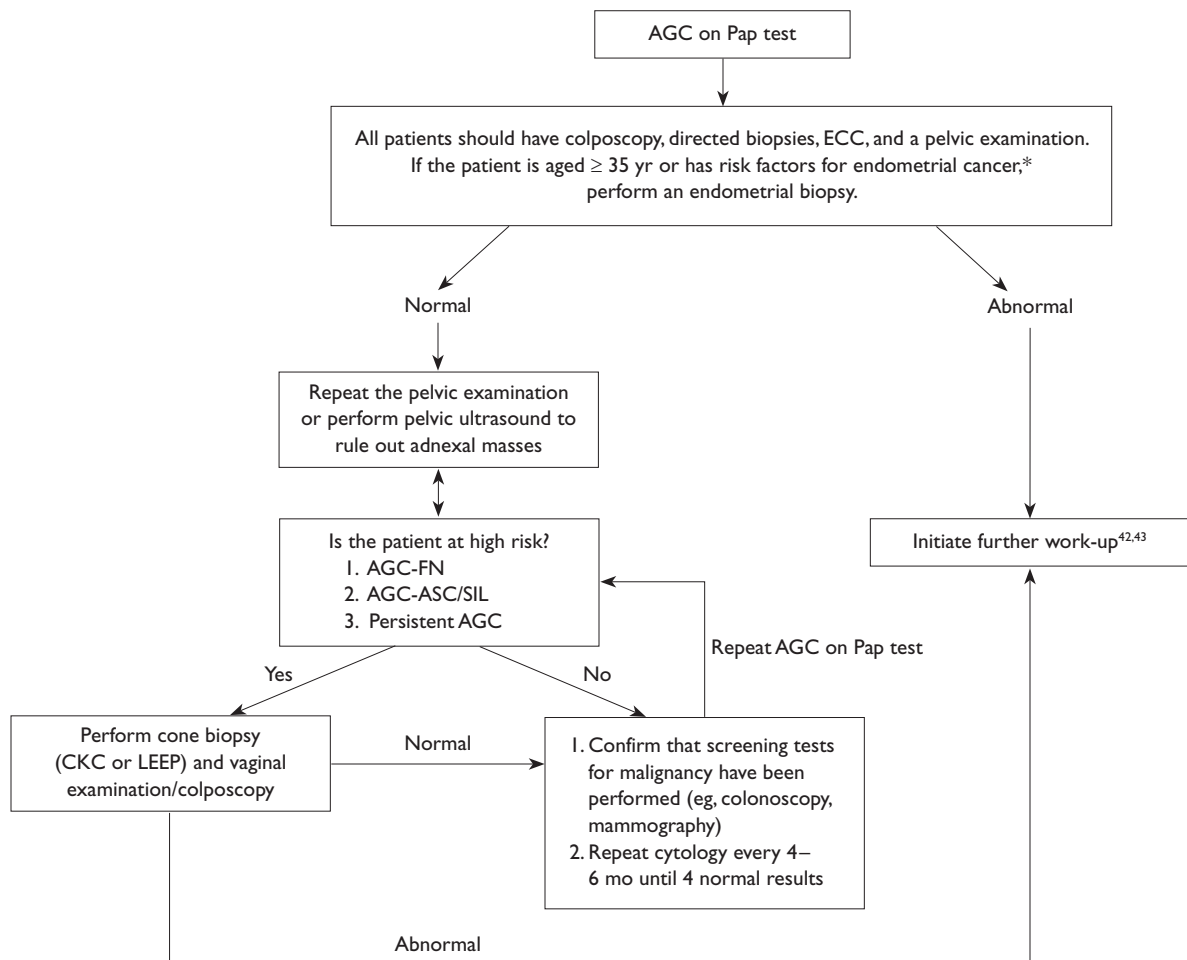 AGC on Pap test
All patients should have colposcopy, directed biopsies, ECC, and a pelvic examination.
If the patient is aged ≥ 35 yr or has risk factors for endometrial cancer,*
perform an endometrial biopsy.
Normal
Abnormal
Repeat the pelvic examination
or perform pelvic ultrasound to
rule out adnexal masses
Is the patient at high risk?
1. AGC-FN
2. AGC-ASC/SIL
3. Persistent AGC
Initiate further work-up42,43
Repeat AGC on Pap test
Yes
No
Perform cone biopsy
(CKC or LEEP) and vaginal
examination/colposcopy
Normal
1. Confirm that screening tests
for malignancy have been
performed (eg, colonoscopy,
mammography)
2. Repeat cytology every 4–
6 mo until 4 normal results
Abnormal